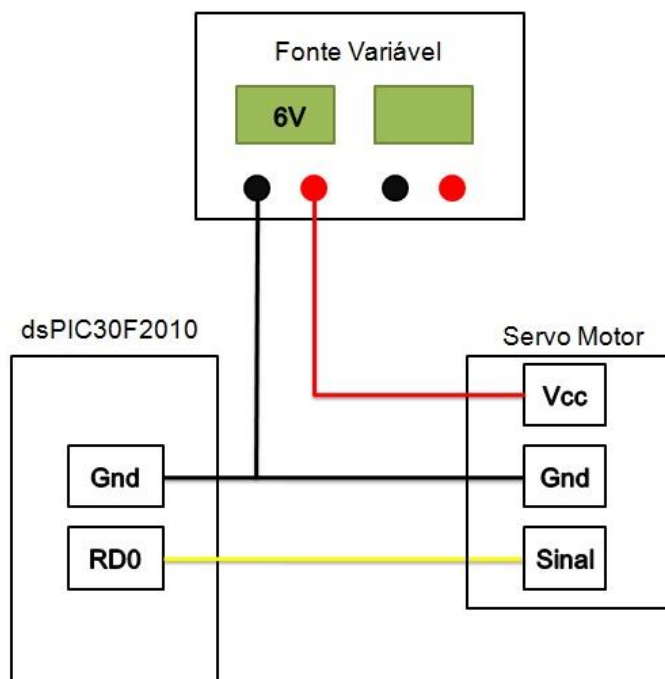 Fonte Variável
6V
dsPIC30F2010
Servo Motor
Vcc
Gnd
Gnd
RD0
Sinal